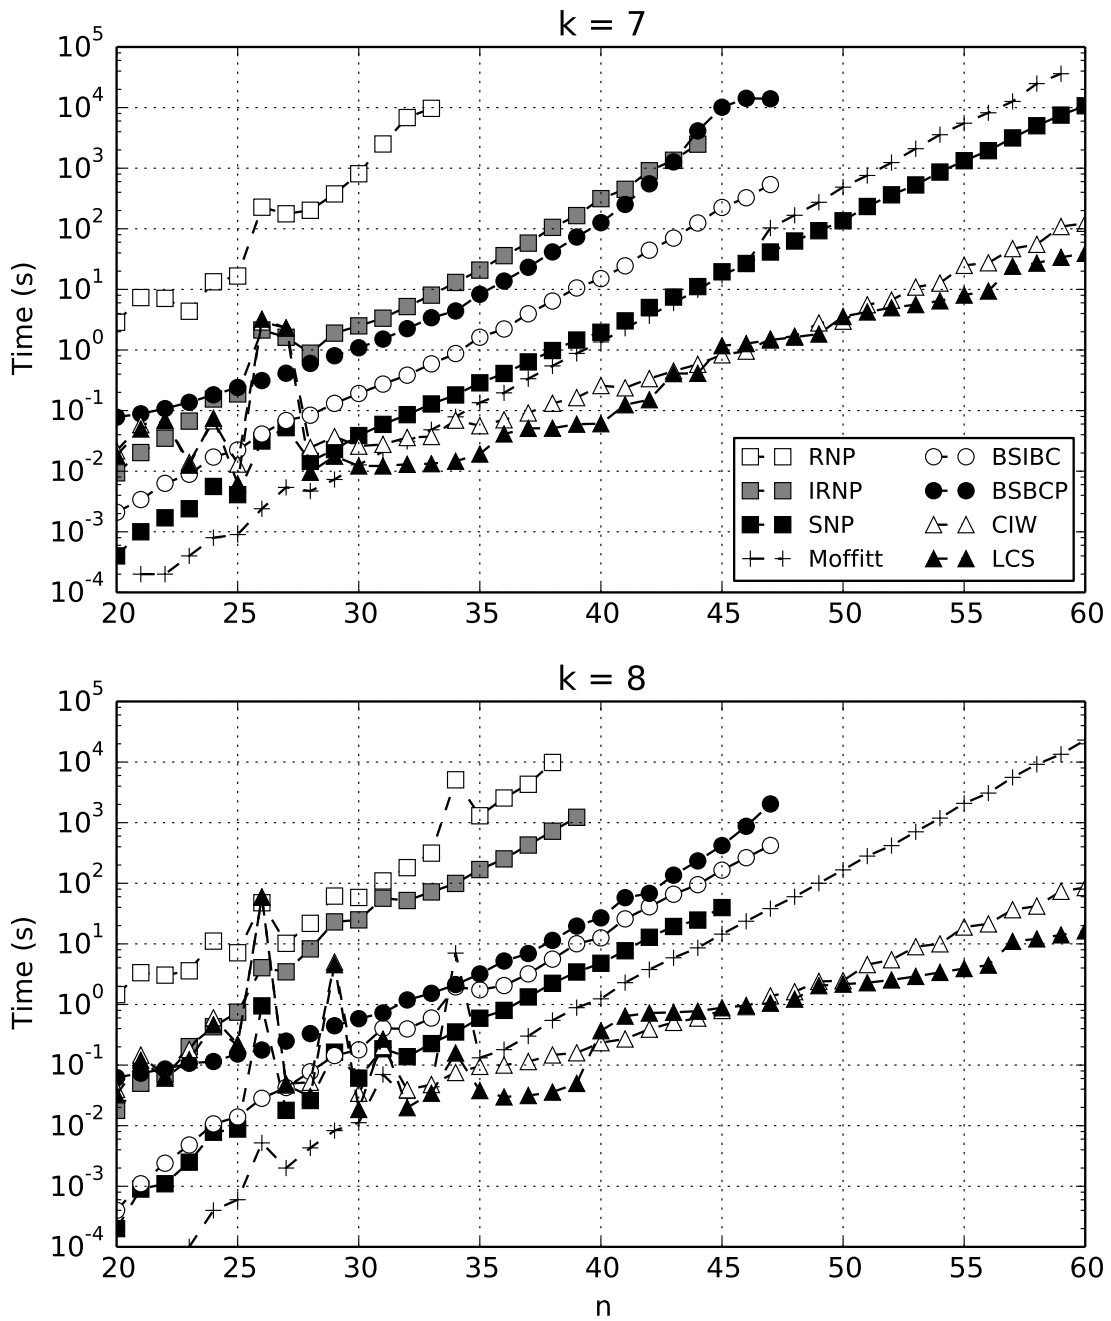 k = 7
Time (s)
10^5
10^4
10^3
10^2
10^1
10^0
10^-1
10^-2
10^-3
10^-4
20 25 30 35 40 45 50 55 60
RNP BSIBC
IRNP BSBCP
SNP CIW
Moffitt LCS
k = 8
Time (s)
10^5
10^4
10^3
10^2
10^1
10^0
10^-1
10^-2
10^-3
10^-4
20 25 30 35 40 45 50 55 60
n